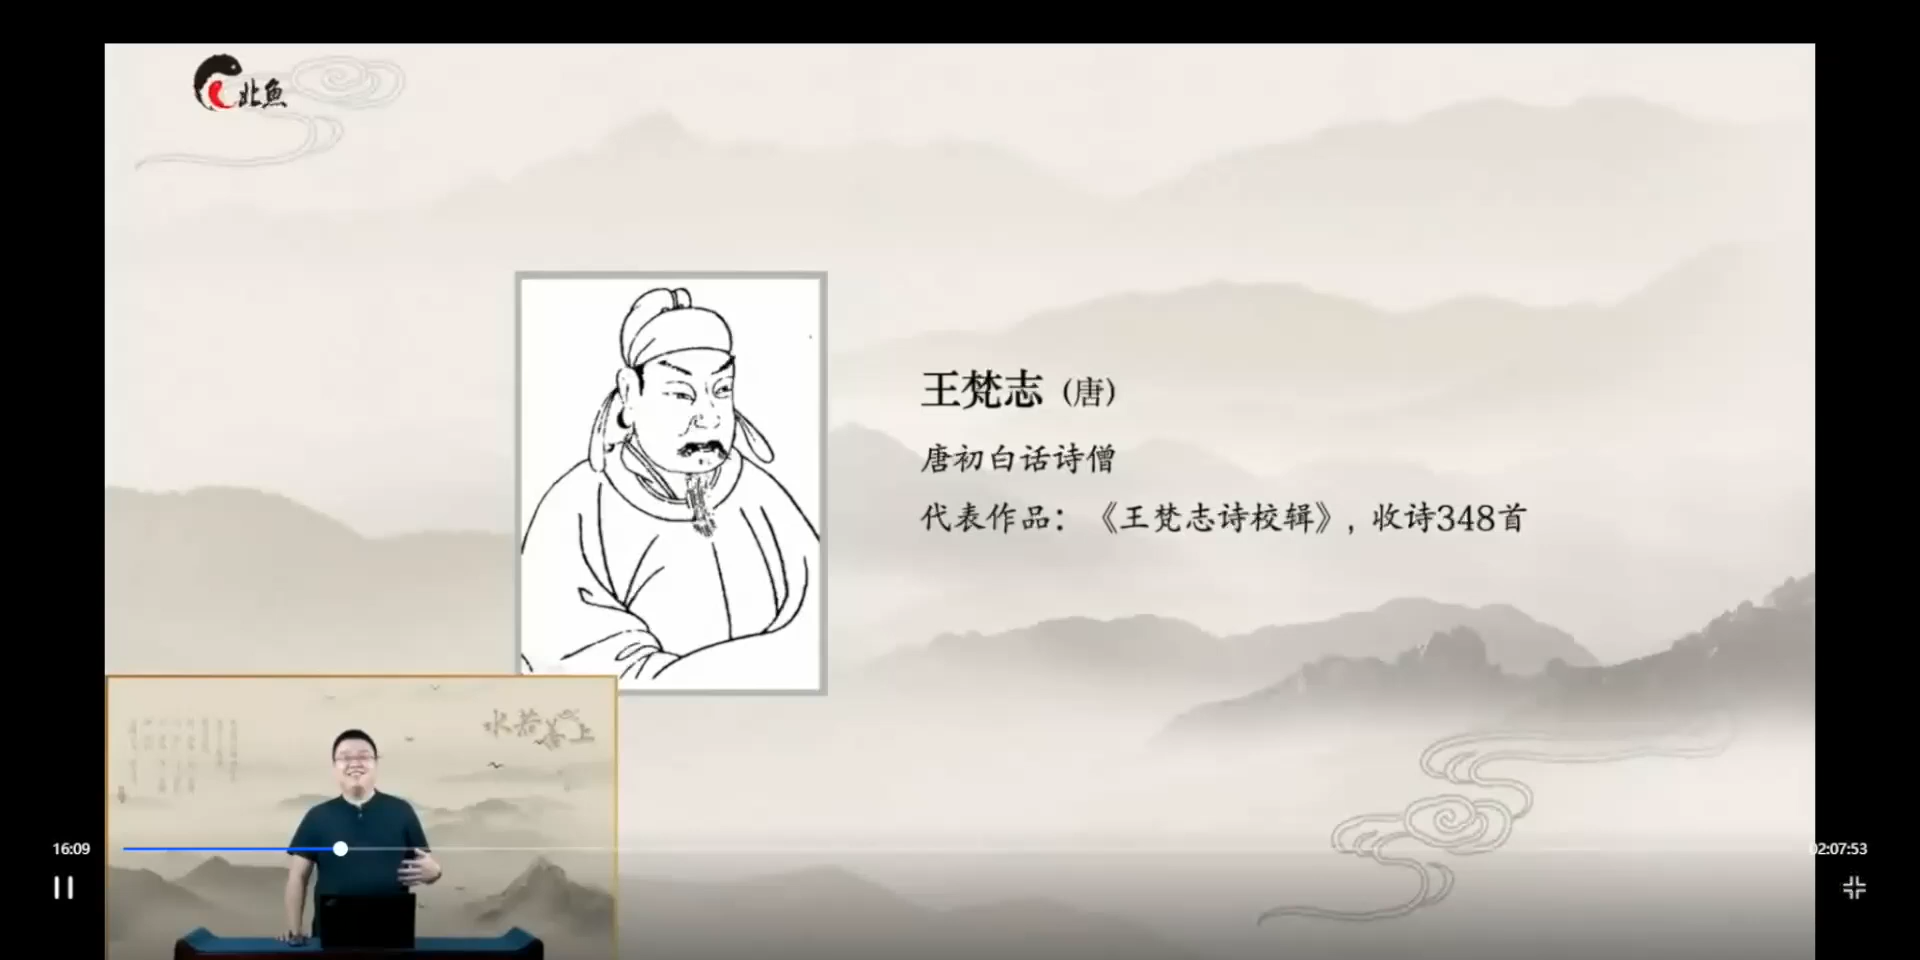 北魚
王梵志（唐）
唐初白话诗僧
代表作品：《王梵志诗校辑》，收诗348首
上善若水
16:09
02:07:53